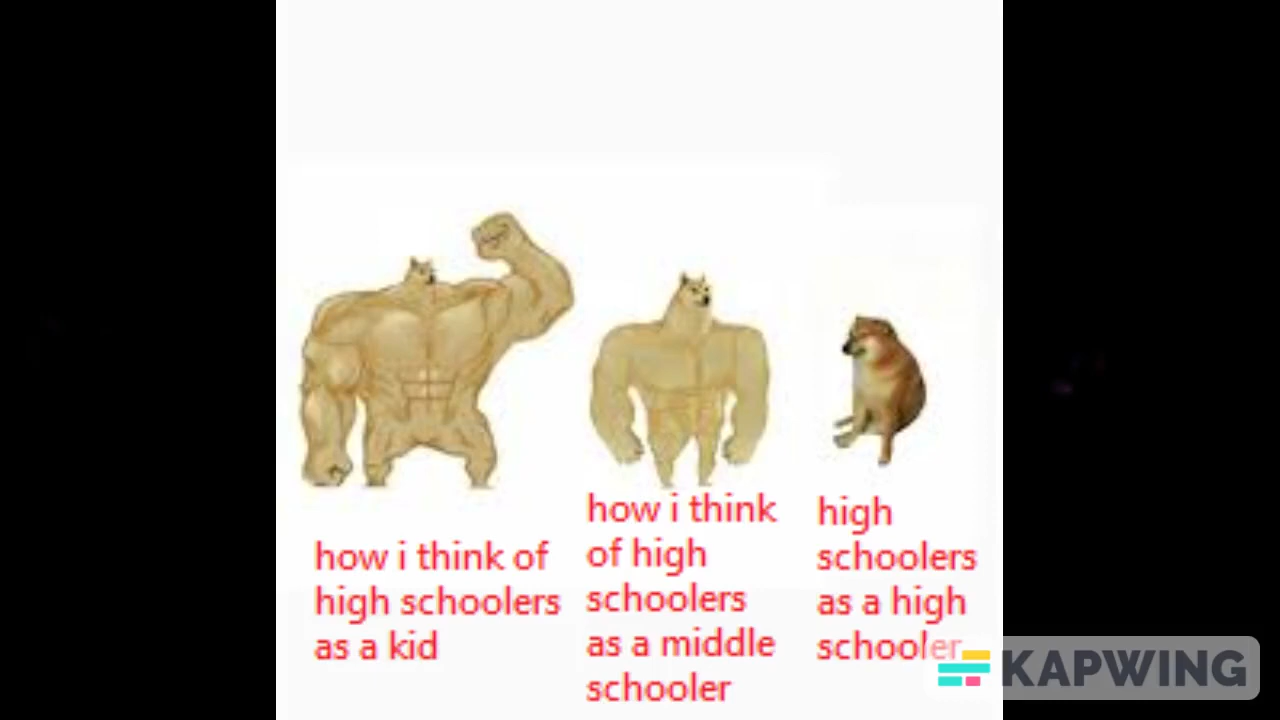 how i think of
high schoolers
as a kid
how i think
of high
schoolers
as a middle
schooler
high
schoolers
as a high
schooler
KAPWING